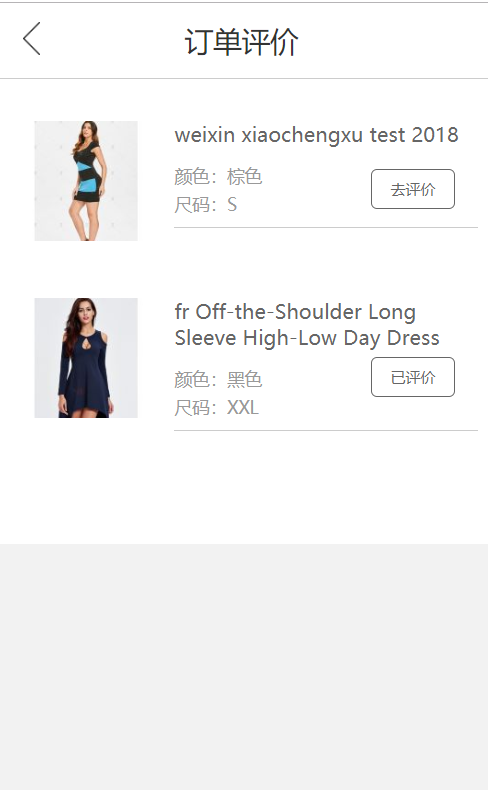 订单评价
weixin xiaochengxu test 2018
颜色：棕色
去评价
尺码：S
fr Off-the-Shoulder Long
Sleeve High-Low Day Dress
颜色：黑色
已评价
尺码：XXL